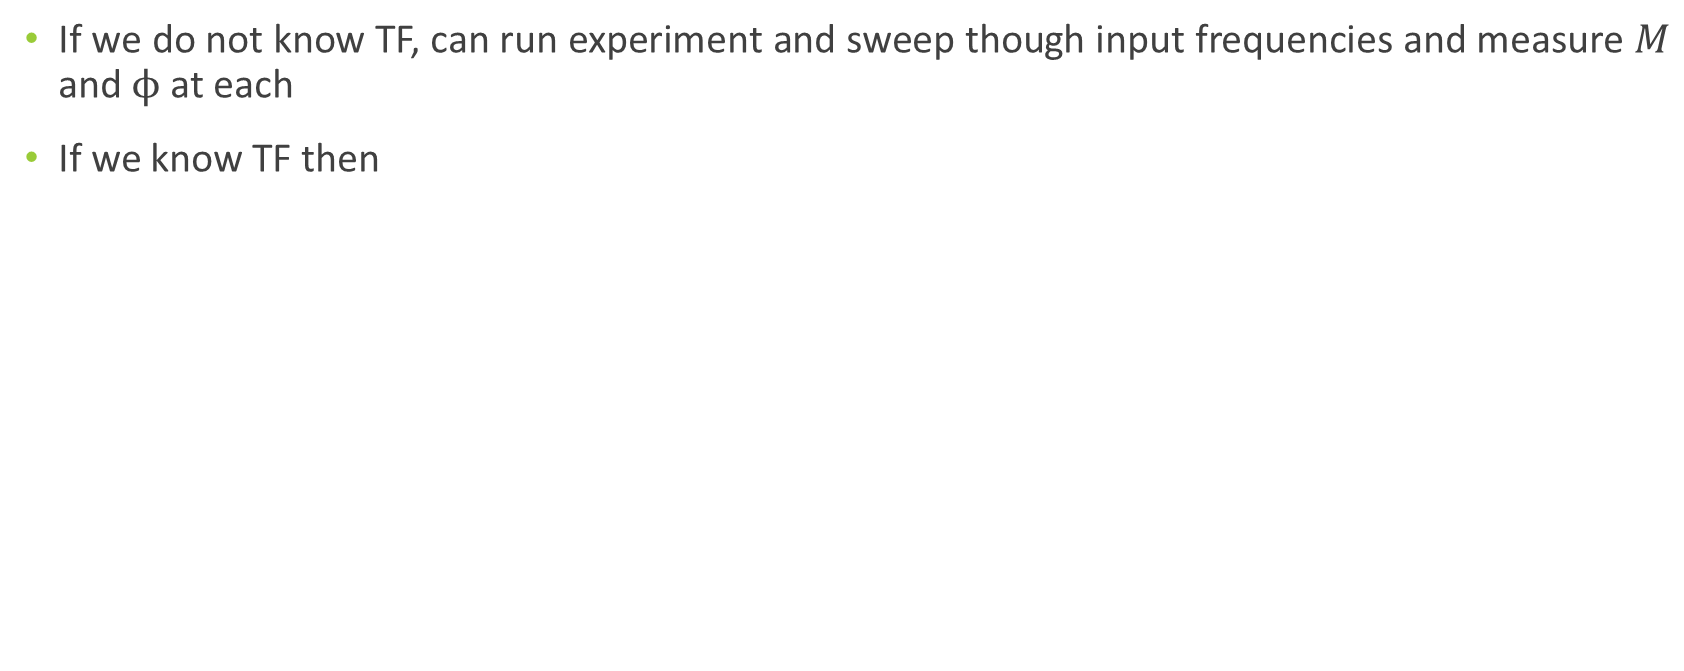 • If we do not know TF, can run experiment and sweep though input frequencies and measure M
and ϕ at each
• If we know TF then